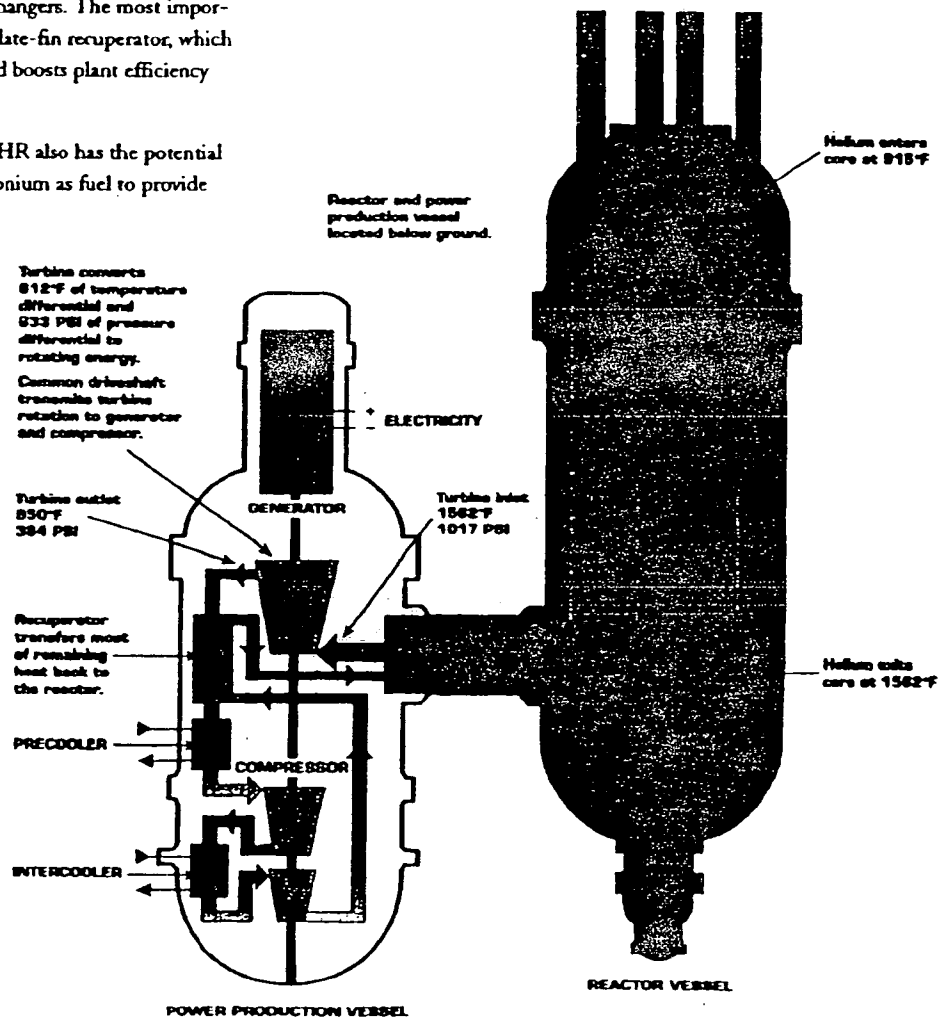 hangers. The most impor-
late-fin recuperator, which
d boosts plant efficiency
HR also has the potential
onium as fuel to provide
Reactor and power
production vessel
located below ground.
Helium enters
core at 915°F
Turbine converts
612°F of temperature
differential and
633 PSI of pressure
differential to
rotating energy.
Common driveshaft
transmits turbine
rotation to generator
and compressor.
+
ELECTRICITY
-
GENERATOR
Turbine outlet
950°F
384 PSI
Turbine inlet
1562°F
1017 PSI
Recuperator
transfers most
of remaining
heat back to
the reactor.
Helium exits
core at 1562°F
PRECOOLER
COMPRESSOR
INTERCOOLER
REACTOR VESSEL
POWER PRODUCTION VESSEL